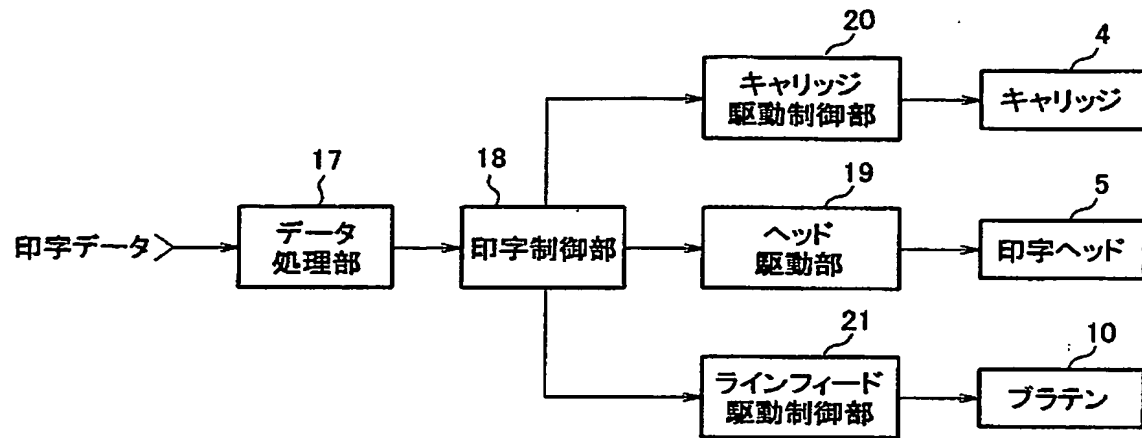 20
4
キャリッジ
駆動制御部
キャリッジ
17
18
19
5
印字データ
データ
処理部
印字制御部
ヘッド
駆動部
印字ヘッド
21
10
ラインフィード
駆動制御部
プラテン